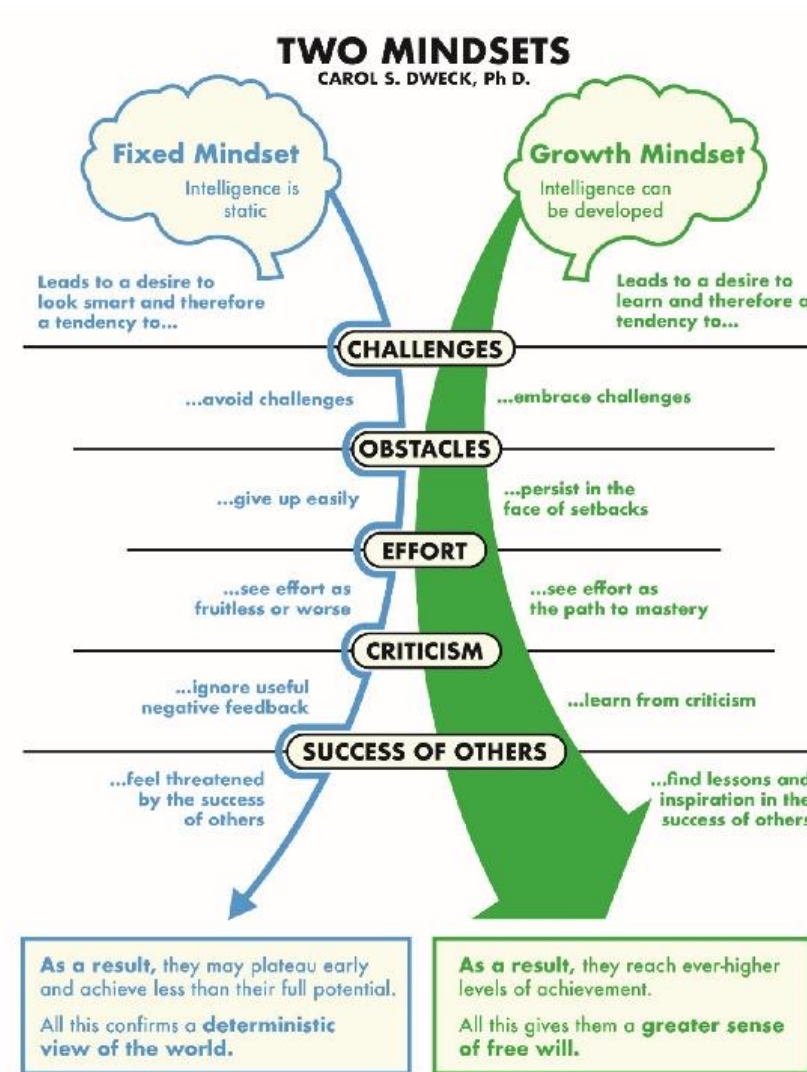 TWO MINDSETS
CAROL S. DWECK, Ph D.
Fixed Mindset
Intelligence is
static
Growth Mindset
Intelligence can
be developed
Leads to a desire to
look smart and therefore
a tendency to...
Leads to a desire to
learn and therefore a
tendency to...
CHALLENGES
...avoid challenges
...embrace challenges
OBSTACLES
...give up easily
...persist in the
face of setbacks
EFFORT
...see effort as
fruitless or worse
...see effort as
the path to mastery
CRITICISM
...ignore useful
negative feedback
...learn from criticism
SUCCESS OF OTHERS
...feel threatened
by the success
of others
...find lessons and
inspiration in the
success of others
As a result, they may plateau early
and achieve less than their full potential.
All this confirms a deterministic
view of the world.
As a result, they reach ever-higher
levels of achievement.
All this gives them a greater sense
of free will.